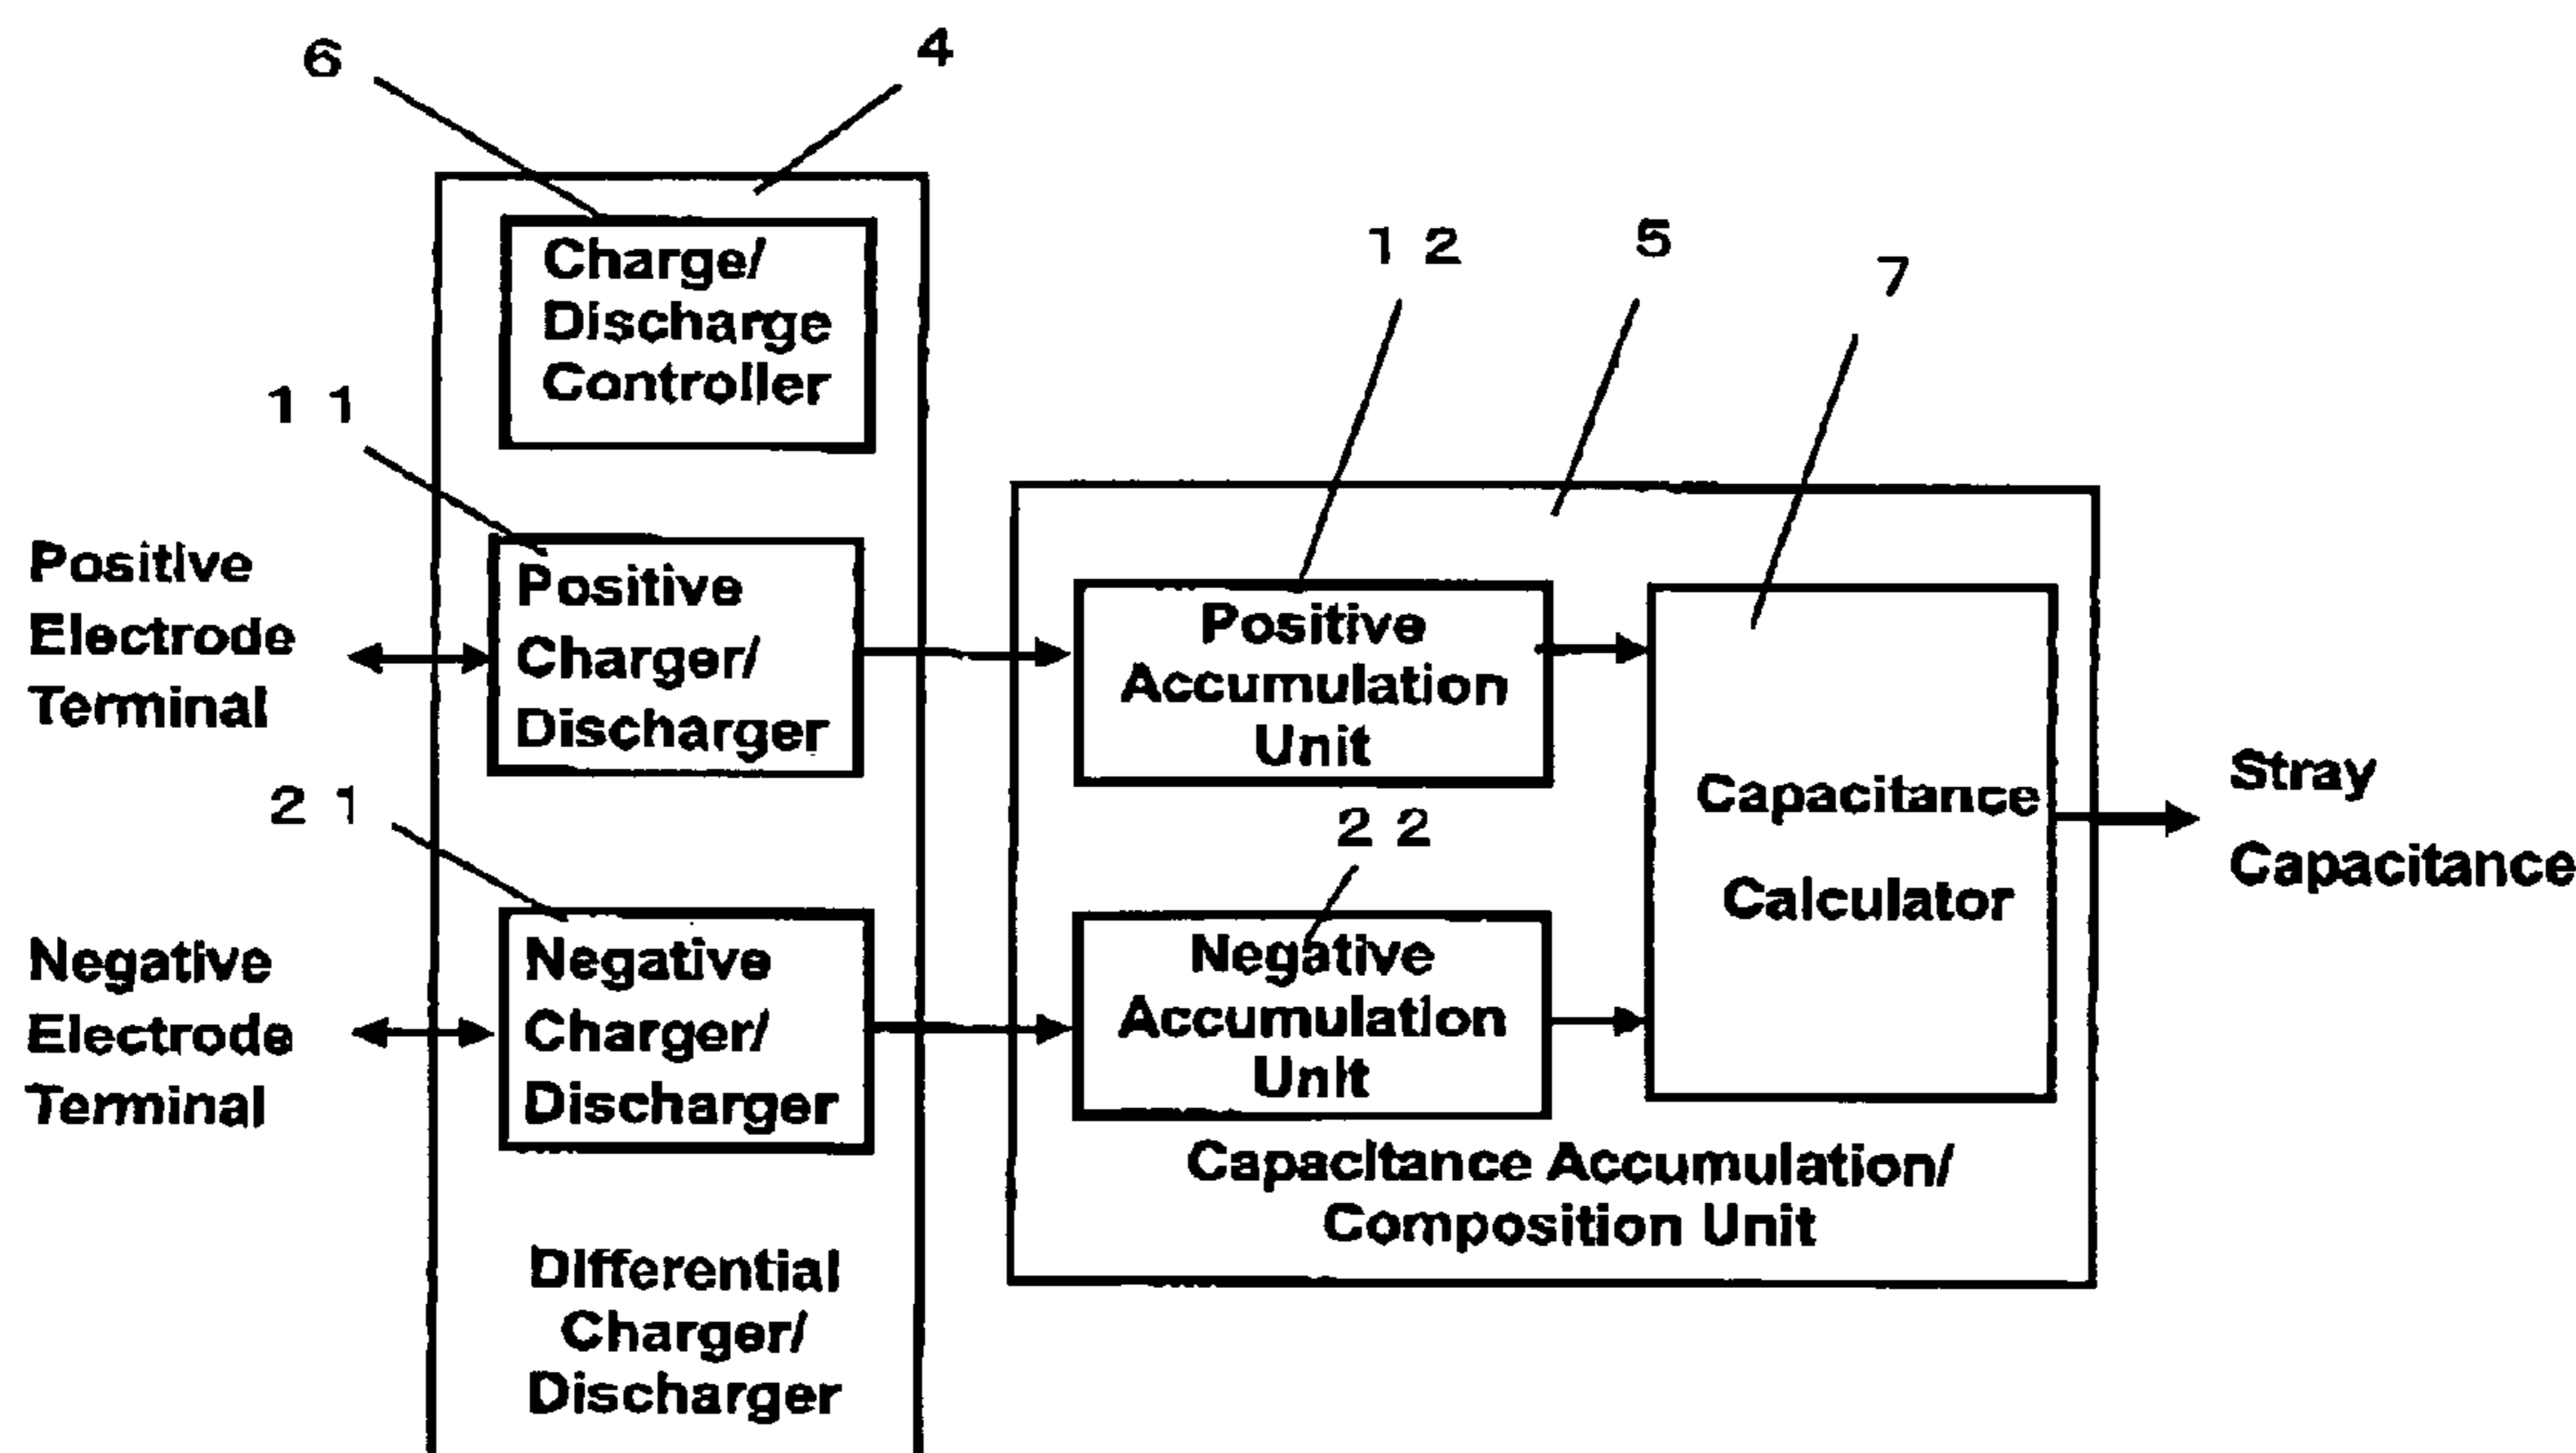 6
4
Charge/
Discharge
Controller
1 2
5
7
1 1
Positive
Electrode
Terminal
Positive
Charger/
Discharger
Positive
Accumulation
Unit
Capacitance
Calculator
Stray
Capacitance
2 1
2 2
Negative
Electrode
Terminal
Negative
Charger/
Discharger
Negative
Accumulation
Unit
Capacitance Accumulation/
Composition Unit
Differential
Charger/
Discharger